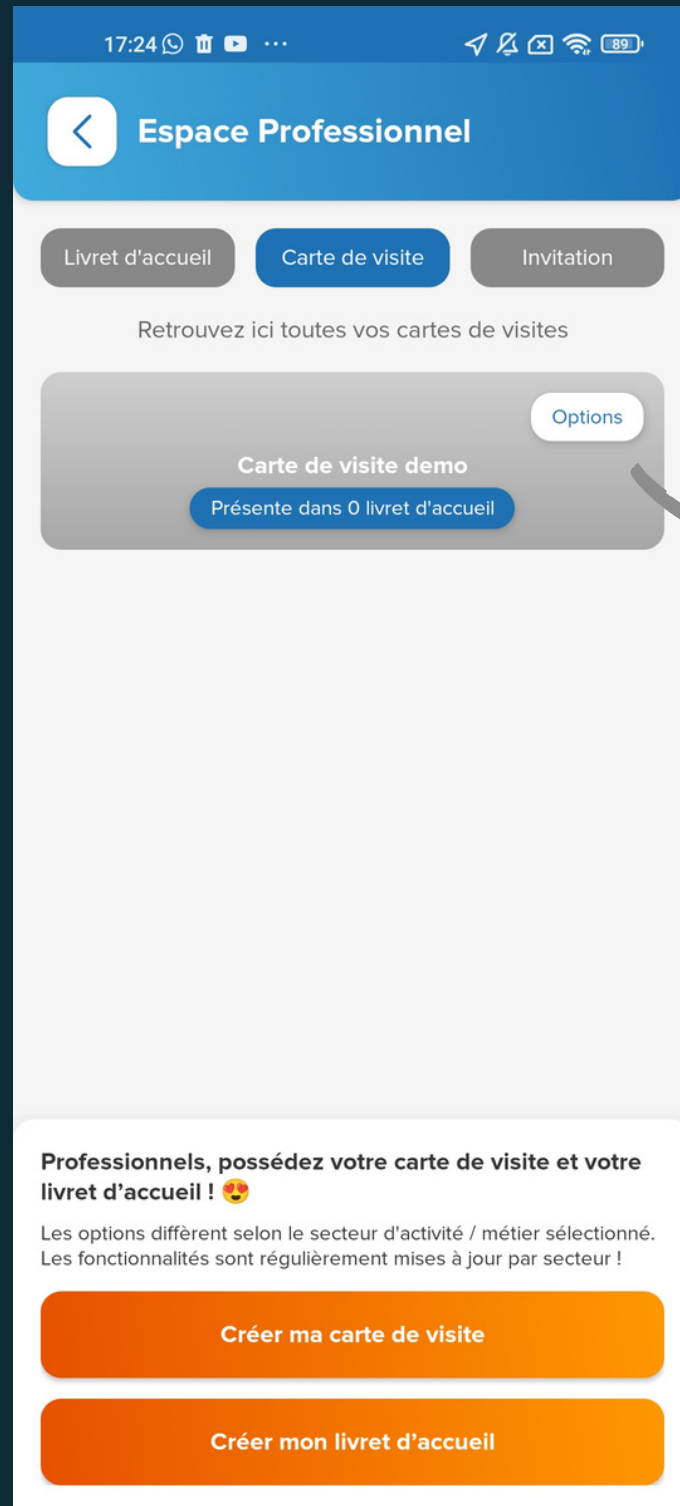 17:24
89
Espace Professionnel
Livret d'accueil
Carte de visite
Invitation
Retrouvez ici toutes vos cartes de visites
Options
Carte de visite demo
Présente dans 0 livret d'accueil
Professionnels, possédez votre carte de visite et votre
livret d’accueil ! 😍
Les options diffèrent selon le secteur d'activité / métier sélectionné.
Les fonctionnalités sont régulièrement mises à jour par secteur !
Créer ma carte de visite
Créer mon livret d’accueil